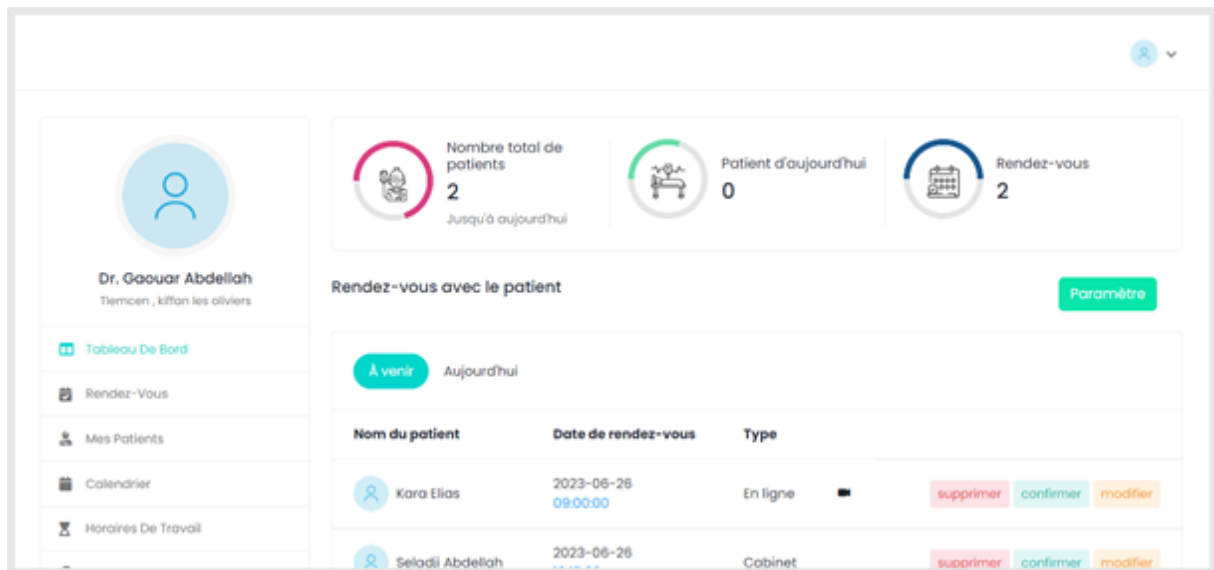 Dr. Gaouar Abdellah
Tlemcen , kiffan les oliviers
Tableau De Bord
Rendez-Vous
Mes Patients
Calendrier
Horaires De Travail
Nombre total de
patients
2
Jusqu'à aujourd'hui
Patient d'aujourd'hui
0
Rendez-vous
2
Rendez-vous avec le patient
Paramètre
À venir Aujourd'hui
Nom du patient Date de rendez-vous Type
Kara Elias 2023-06-26 En ligne supprimer confirmer modifier
09:00:00
Seladji Abdellah 2023-06-26 Cabinet supprimer confirmer modifier